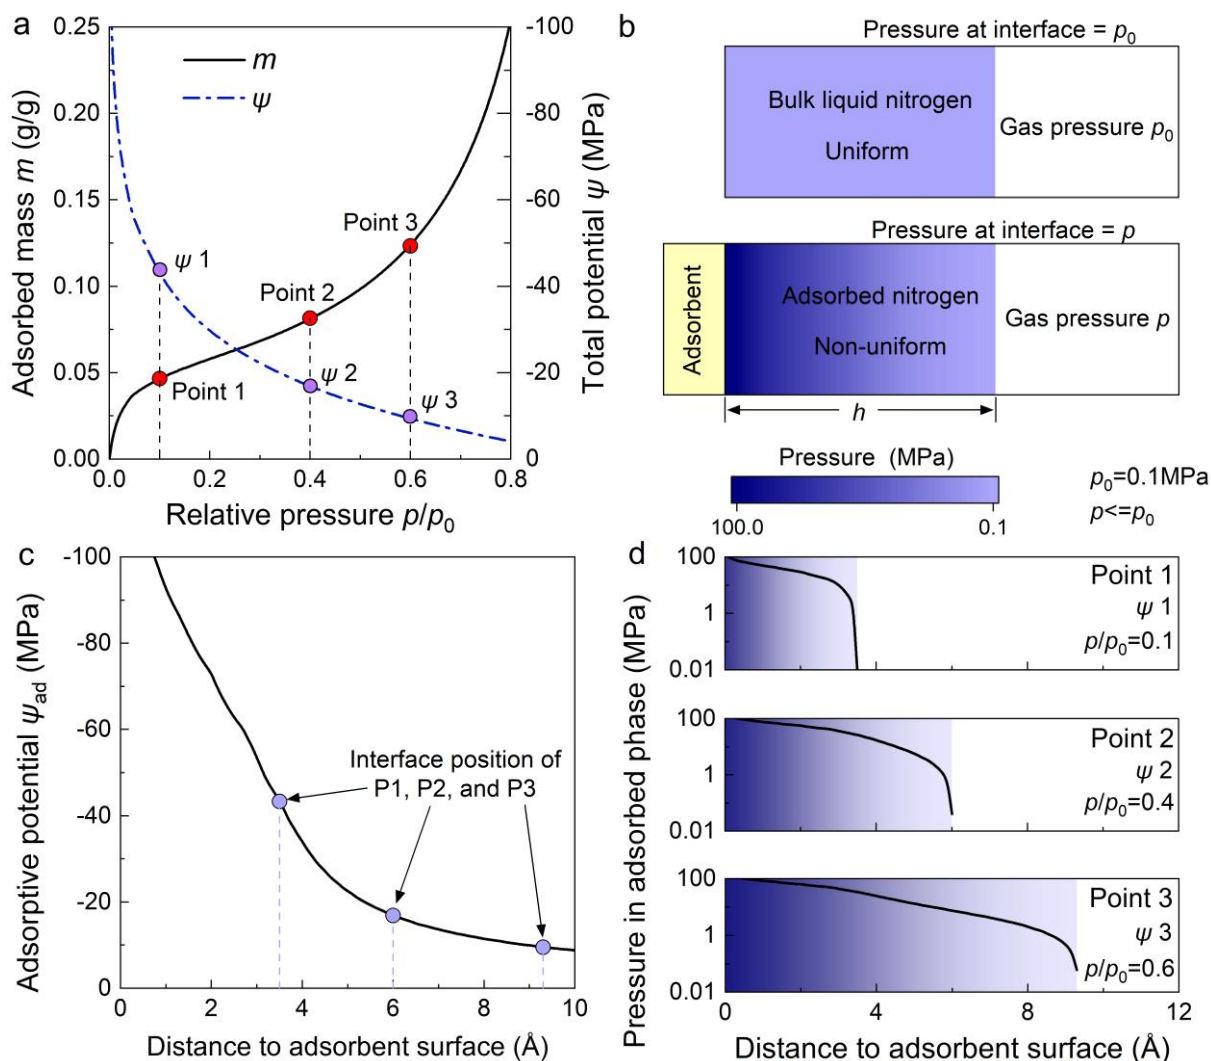 a
0.25
0.20
0.15
0.10
0.05
0.00
Adsorbed mass m (g/g)
m
ψ
Point 3
Point 2
Point 1
ψ 1
ψ 2
ψ 3
-100
-80
-60
-40
-20
0
Total potential ψ (MPa)
0.0 0.2 0.4 0.6 0.8
Relative pressure p/p₀
b
Pressure at interface = p₀
Bulk liquid nitrogen
Uniform
Gas pressure p₀
Pressure at interface = p
Adsorbent
Adsorbed nitrogen
Non-uniform
Gas pressure p
h
Pressure (MPa)
100.0 0.1
p₀=0.1MPa
p<=p₀
c
-100
-80
-60
-40
-20
0
Adsorptive potential ψad (MPa)
Interface position of
P1, P2, and P3
0 2 4 6 8 10
Distance to adsorbent surface (Å)
d
Pressure in adsorbed phase (MPa)
100
1
0.01
Point 1
ψ 1
p/p₀=0.1
100
1
0.01
Point 2
ψ 2
p/p₀=0.4
100
1
0.01
Point 3
ψ 3
p/p₀=0.6
0 4 8 12
Distance to adsorbent surface (Å)